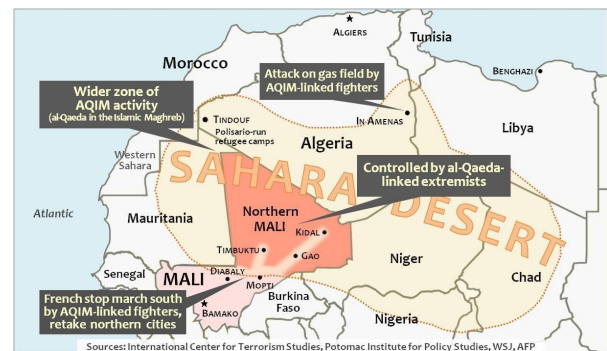 ALGIERS
Tunisia
Morocco
BENGHAZI
Attack on gas field by
AQIM-linked fighters
Wider zone of
AQIM activity
(al-Qaeda in the Islamic Maghreb)
TINDOUF
Polisario-run
refugee camps
IN AMENAS
Algeria
Libya
Western
Sahara
SAHARA DESERT
Controlled by al-Qaeda-
linked extremists
Atlantic
Mauritania
Northern
MALI
KIDAL
TIMBUKTU
GAO
Niger
Chad
Senegal
MALI
DIABALY
MOPTI
French stop march south
by AQIM-linked fighters,
retake northern cities
BAMAKO
Burkina
Faso
Nigeria
Sources: International Center for Terrorism Studies, Potomac Institute for Policy Studies, WSJ, AFP